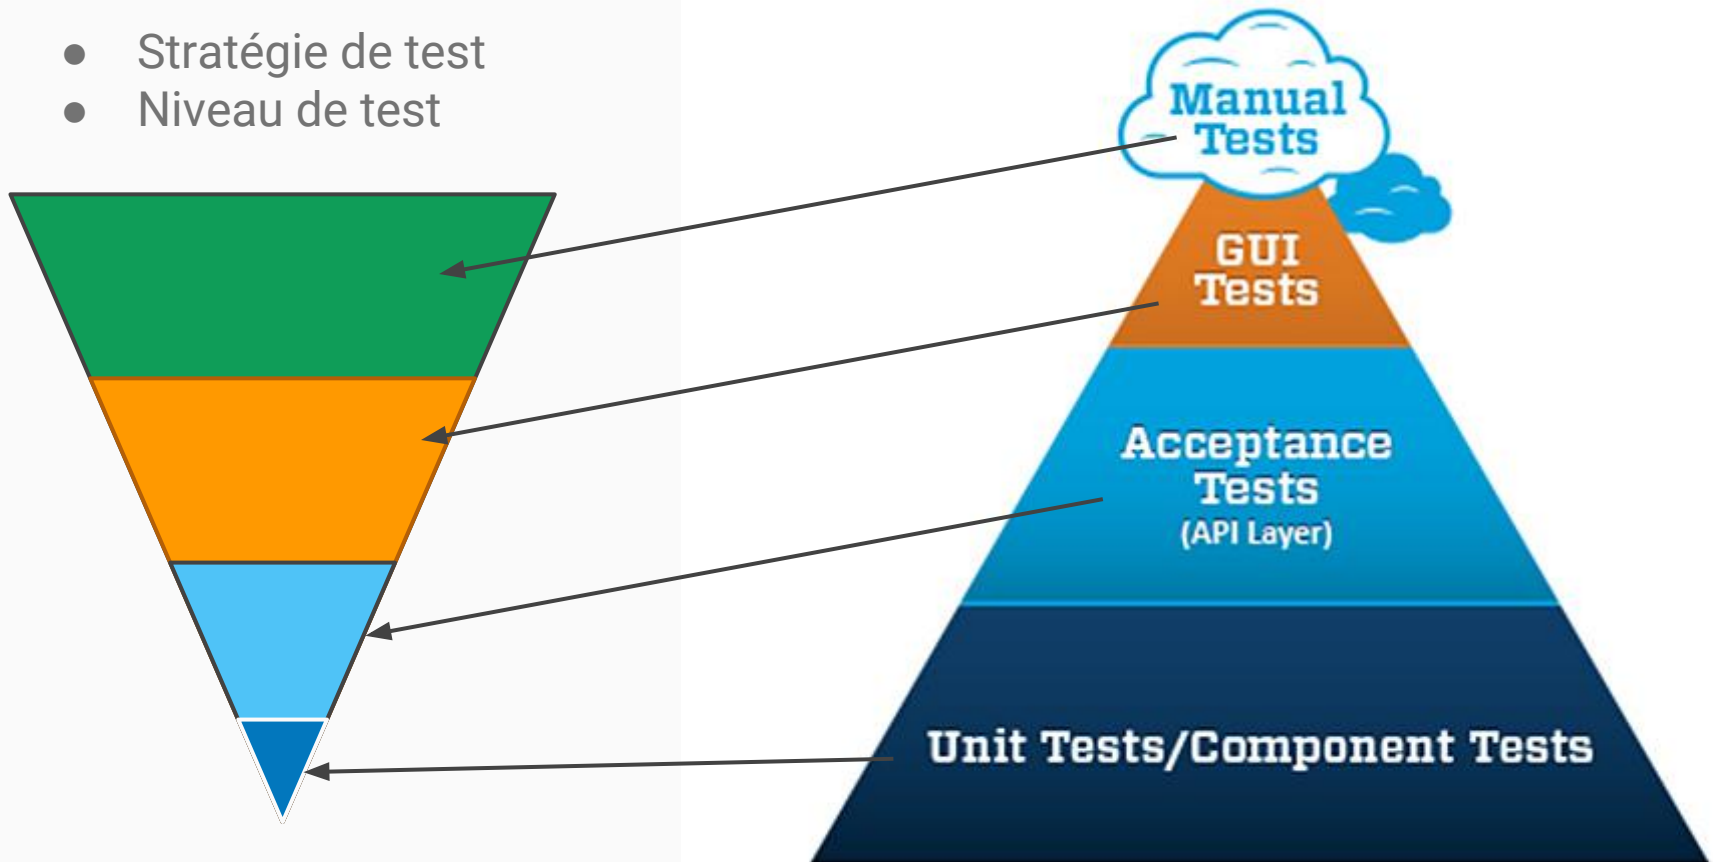 ● Stratégie de test
● Niveau de test
Manual
Tests
GUI
Tests
Acceptance
Tests
(API Layer)
Unit Tests/Component Tests